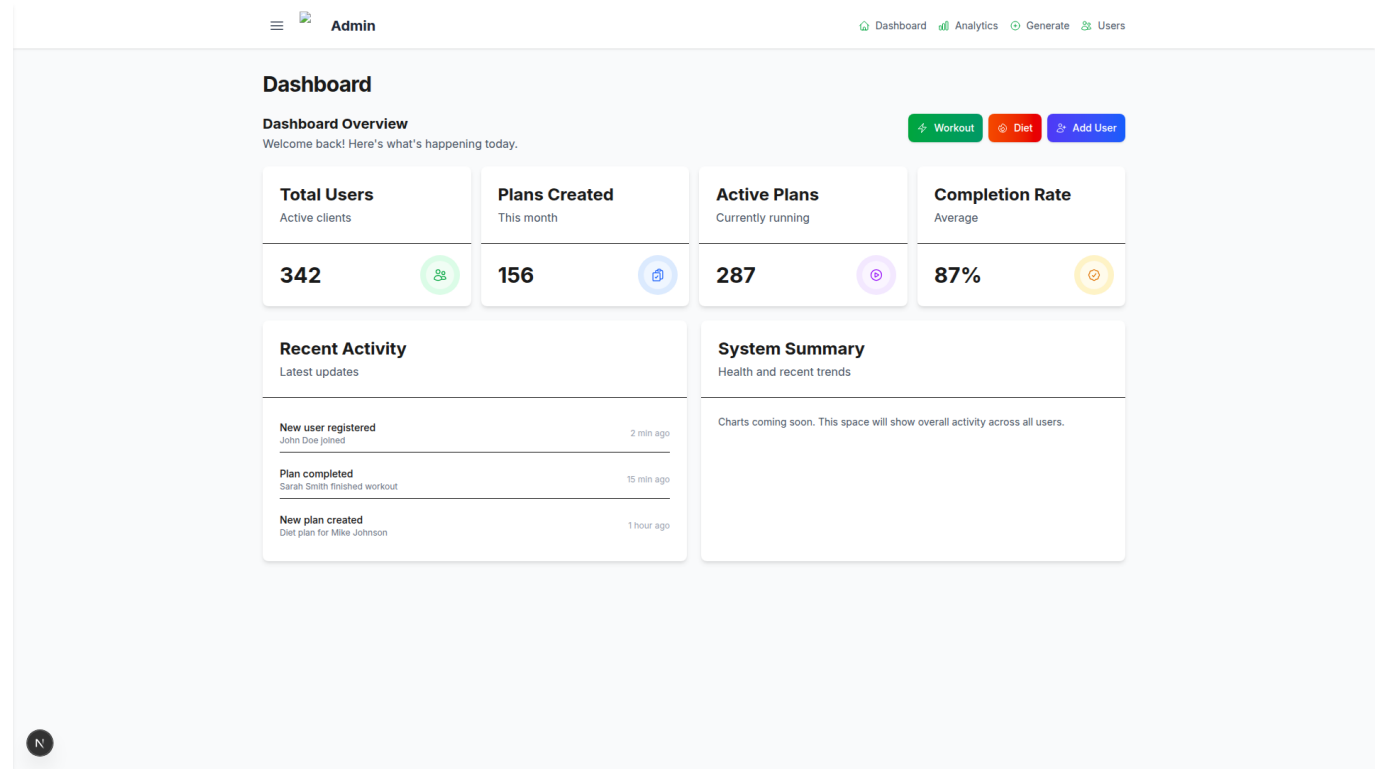 Admin
Dashboard
Analytics
Generate
Users
Dashboard
Dashboard Overview
Welcome back! Here's what's happening today.
Workout
Diet
Add User
Total Users
Active clients
342
Plans Created
This month
156
Active Plans
Currently running
287
Completion Rate
Average
87%
Recent Activity
Latest updates
New user registered
John Doe joined
2 min ago
Plan completed
Sarah Smith finished workout
15 min ago
New plan created
Diet plan for Mike Johnson
1 hour ago
System Summary
Health and recent trends
Charts coming soon. This space will show overall activity across all users.
N